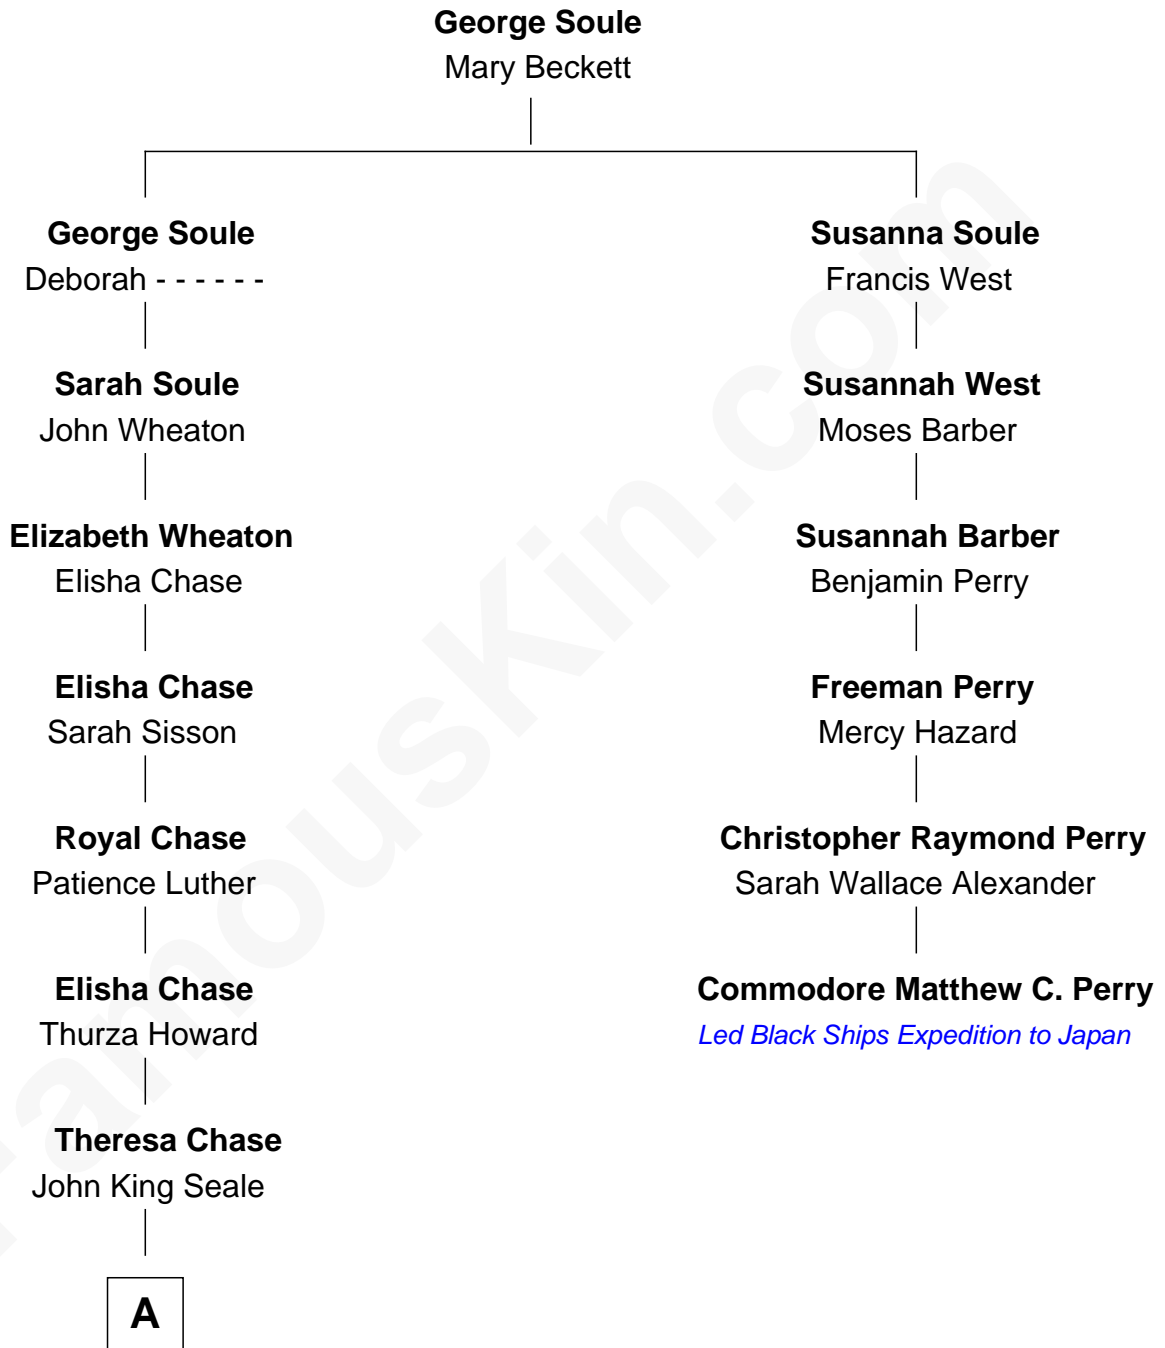 George Soule
Mary Beckett
George Soule
Deborah - - - - - -
Sarah Soule
John Wheaton
Elizabeth Wheaton
Elisha Chase
Elisha Chase
Sarah Sisson
Royal Chase
Patience Luther
Elisha Chase
Thurza Howard
Theresa Chase
John King Seale
A
Susanna Soule
Francis West
Susannah West
Moses Barber
Susannah Barber
Benjamin Perry
Freeman Perry
Mercy Hazard
Christopher Raymond Perry
Sarah Wallace Alexander
Commodore Matthew C. Perry
Led Black Ships Expedition to Japan
FamousKin.com